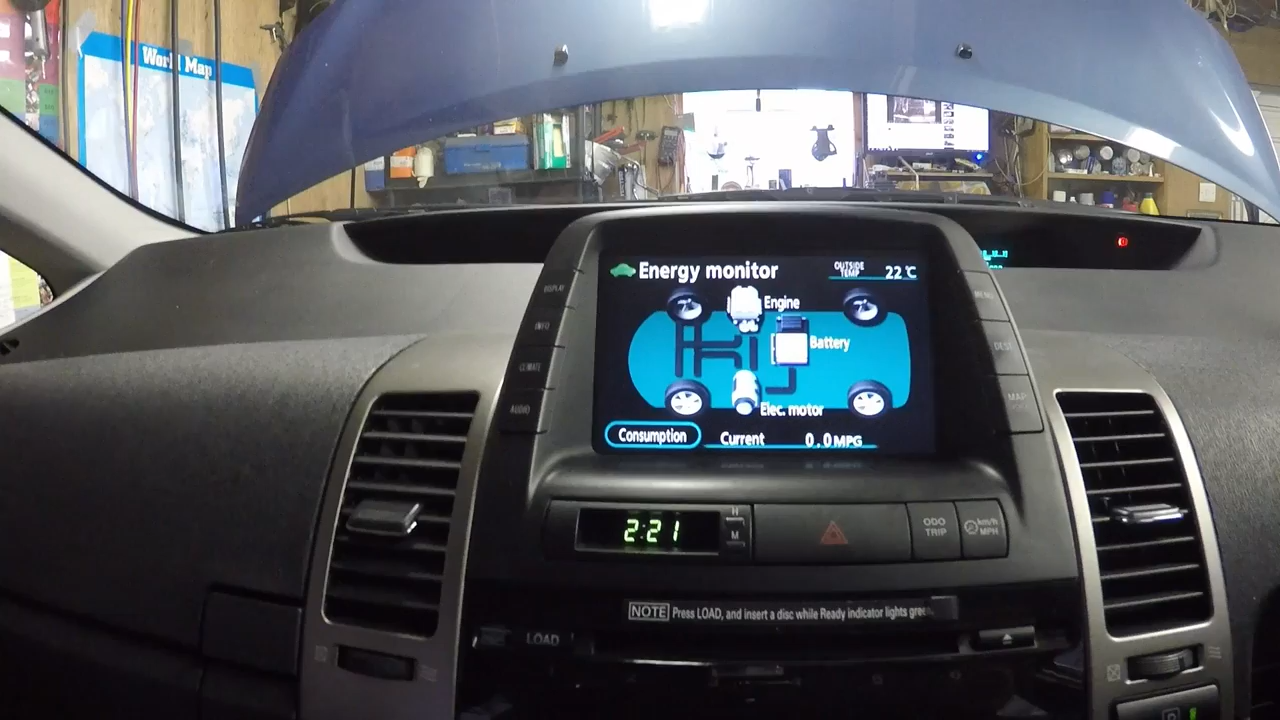 World Map
Energy monitor
OUTSIDE TEMP 22°C
Engine
Battery
Elec. motor
Consumption
Current 0.0 MPG
DISPLAY
INFO
CLIMATE
AUDIO
MENU
DEST
MAP
2:21
H
M
ODO
TRIP
km/h
MPH
NOTE Press LOAD, and insert a disc while Ready indicator lights
LOAD
P